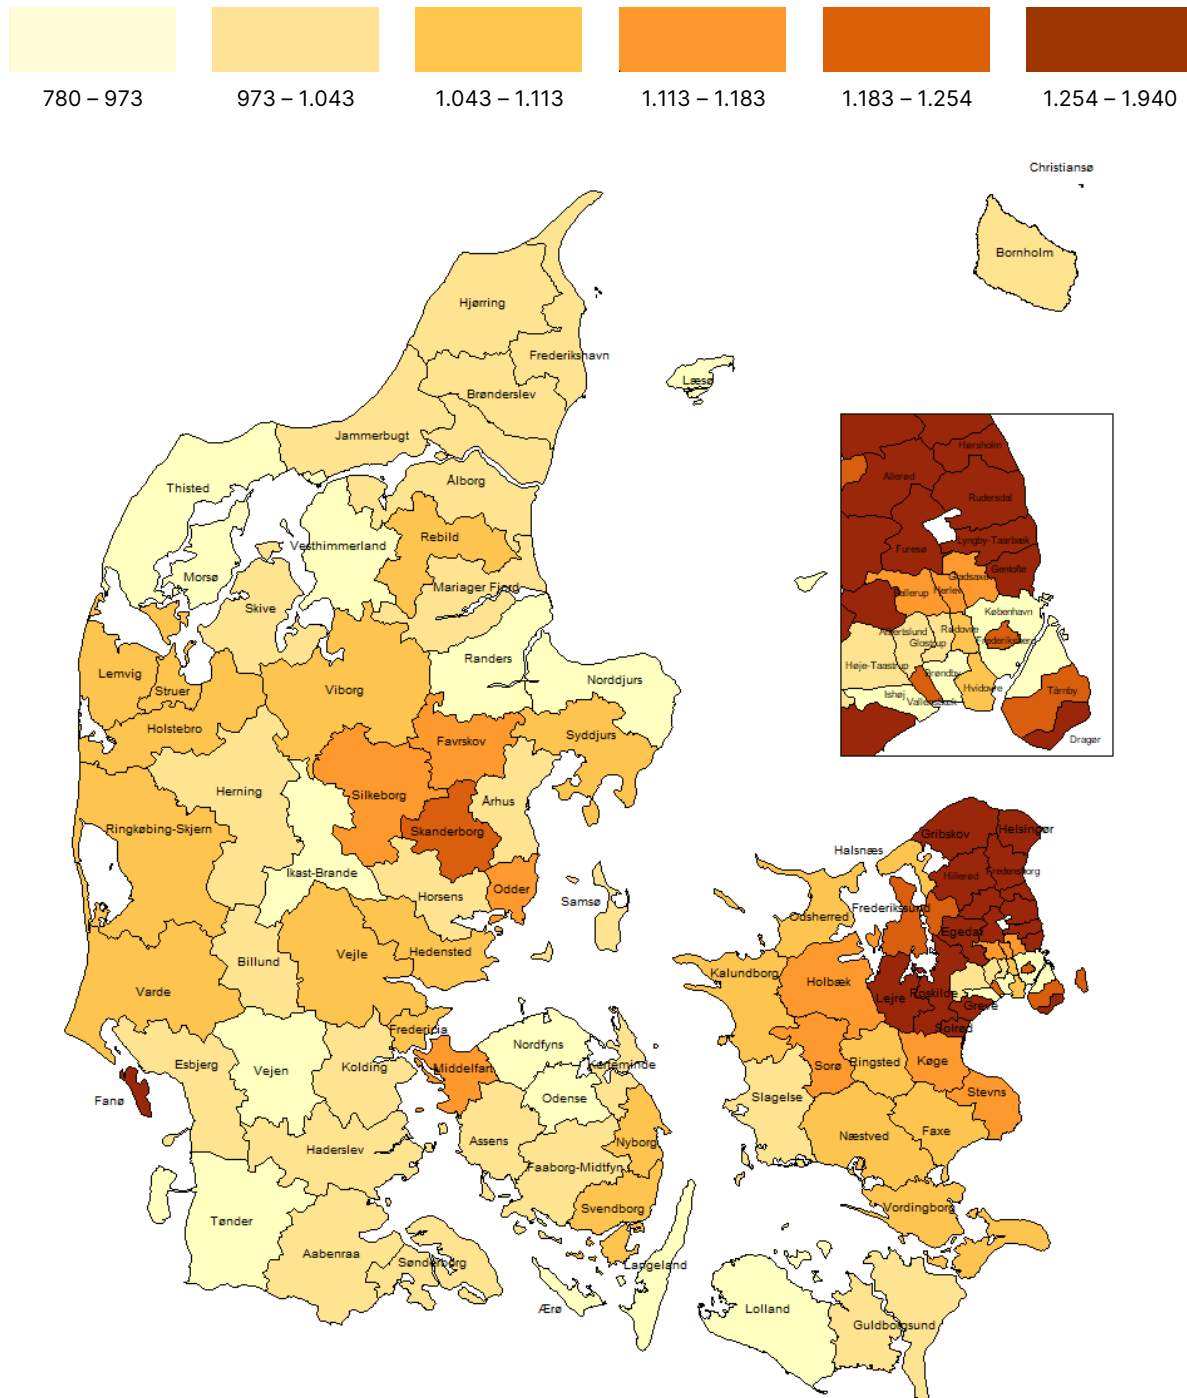 780 – 973
973 – 1.043
1.043 – 1.113
1.113 – 1.183
1.183 – 1.254
1.254 – 1.940
Christiansø
Bornholm
Hjørring
Frederikshavn
Læsø
Brønderslev
Jammerbugt
Ålborg
Thisted
Rebild
Vesthimmerland
Morsø
Mariager Fjord
Skive
Randers
Norddjurs
Lemvig
Struer
Viborg
Holstebro
Favrskov
Syddjurs
Herning
Silkeborg
Århus
Ringkøbing-Skjern
Skanderborg
Ikast-Brande
Odder
Horsens
Samsø
Billund
Vejle
Hedensted
Varde
Fredericia
Esbjerg
Vejen
Kolding
Middelfart
Nordfyns
Kerteminde
Fanø
Odense
Haderslev
Assens
Nyborg
Faaborg-Midtfyn
Tønder
Svendborg
Aabenraa
Sønderborg
Langeland
Ærø
Hørsholm
Allerød
Rudersdal
Lyngby-Taarbæk
Furesø
Gentofte
Gladsaxe
Ballerup
Herlev
København
Albertslund
Rødovre
Frederiksberg
Glostrup
Høje-Taastrup
Brøndby
Ishøj
Vallensbæk
Hvidovre
Tårnby
Dragør
Gribskov
Helsingør
Halsnæs
Hillerød
Fredensborg
Frederikssund
Odsherred
Egedal
Kalundborg
Holbæk
Lejre
Roskilde
Greve
Solrød
Sorø
Ringsted
Køge
Stevns
Slagelse
Næstved
Faxe
Vordingborg
Lolland
Guldborgsund